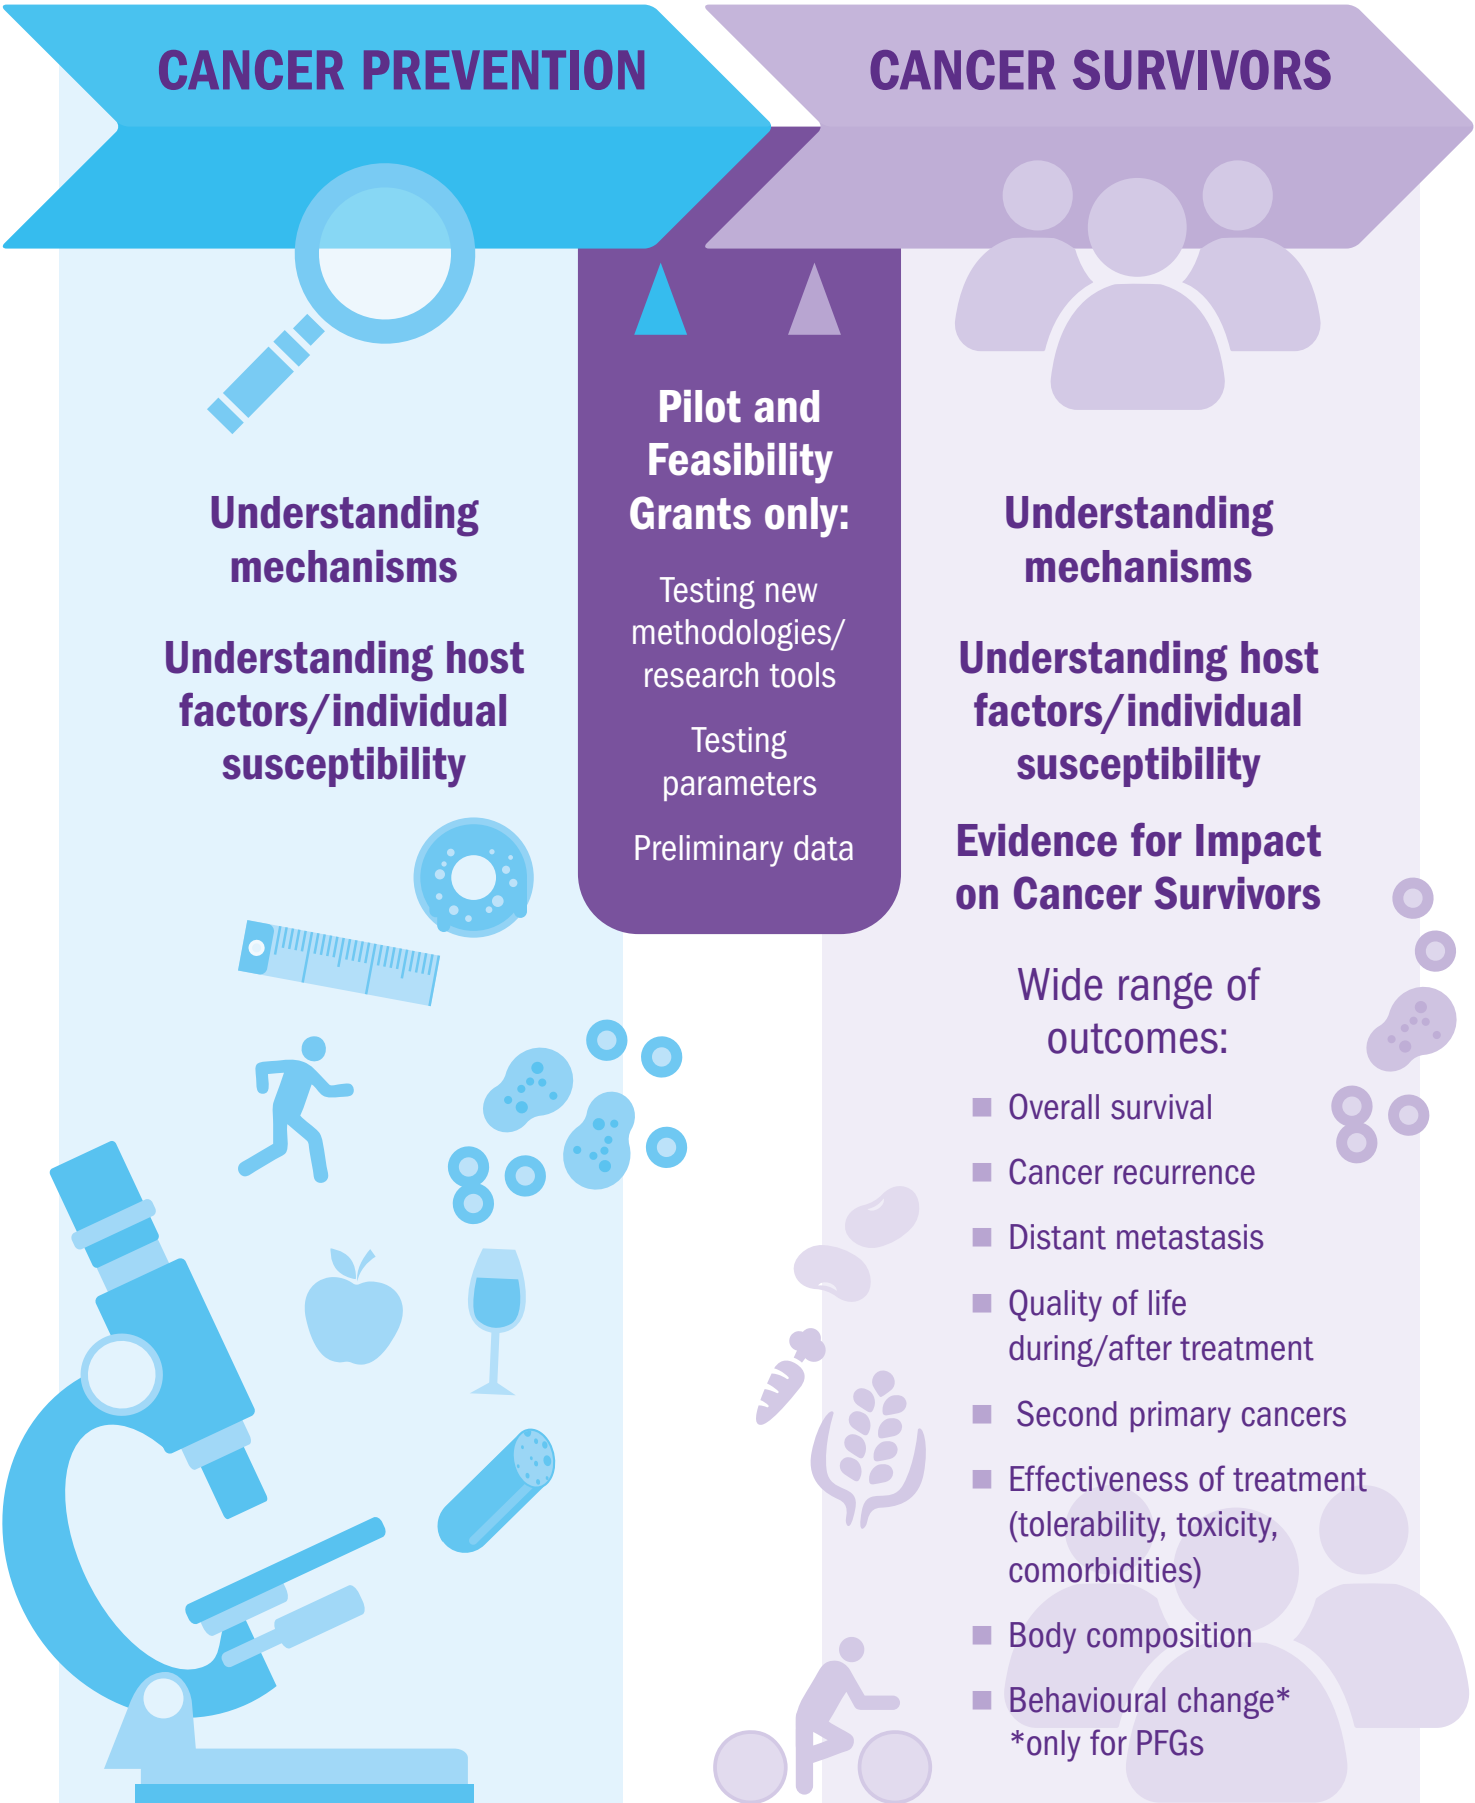 CANCER PREVENTION
CANCER SURVIVORS
Understanding
mechanisms
Understanding host
factors/individual
susceptibility
Pilot and
Feasibility
Grants only:
Testing new
methodologies/
research tools
Testing
parameters
Preliminary data
Understanding
mechanisms
Understanding host
factors/individual
susceptibility
Evidence for Impact
on Cancer Survivors
Wide range of
outcomes:
■ Overall survival
■ Cancer recurrence
■ Distant metastasis
■ Quality of life
during/after treatment
■ Second primary cancers
■ Effectiveness of treatment
(tolerability, toxicity,
comorbidities)
■ Body composition
■ Behavioural change*
*only for PFGs